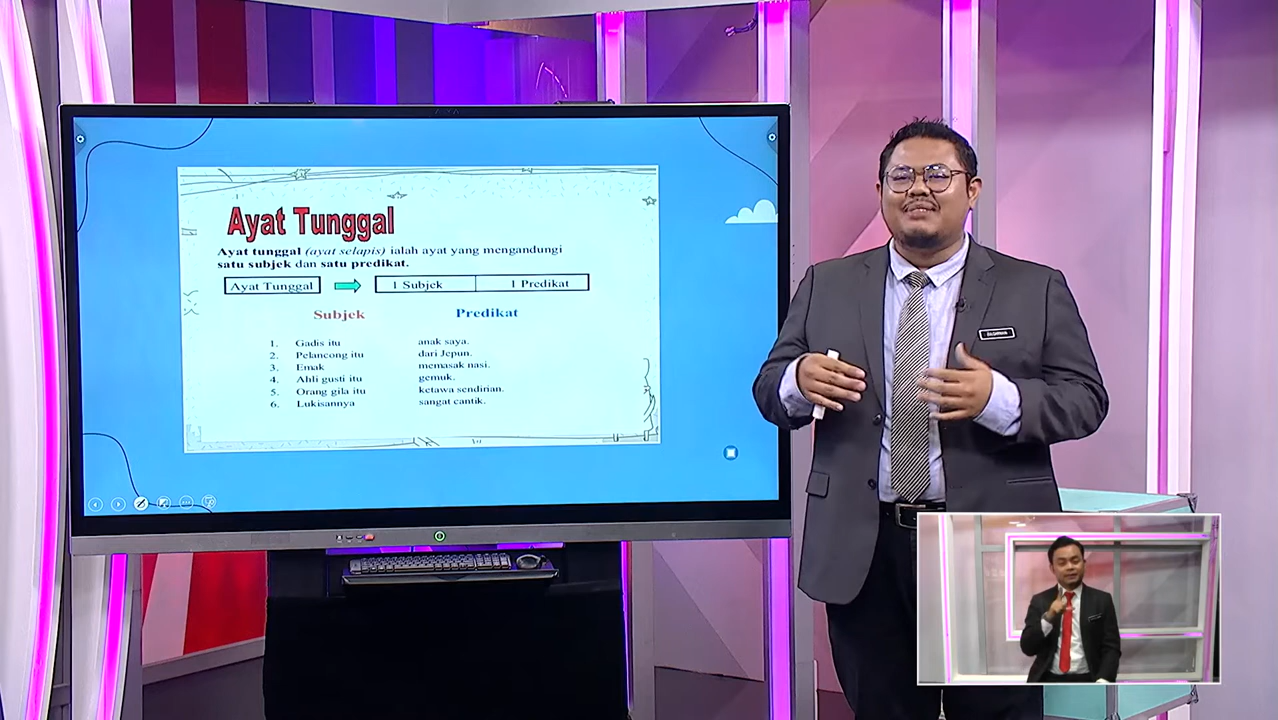 Ayat Tunggal
Ayat tunggal (ayat selapis) ialah ayat yang mengandungi
satu subjek dan satu predikat.
Ayat Tunggal 1 Subjek 1 Predikat
Subjek Predikat
1. Gadis itu anak saya.
2. Pelancong itu dari Jepun.
3. Emak memasak nasi.
4. Ahli gusti itu gemuk.
5. Orang gila itu ketawa sendirian.
6. Lukisannya sangat cantik.